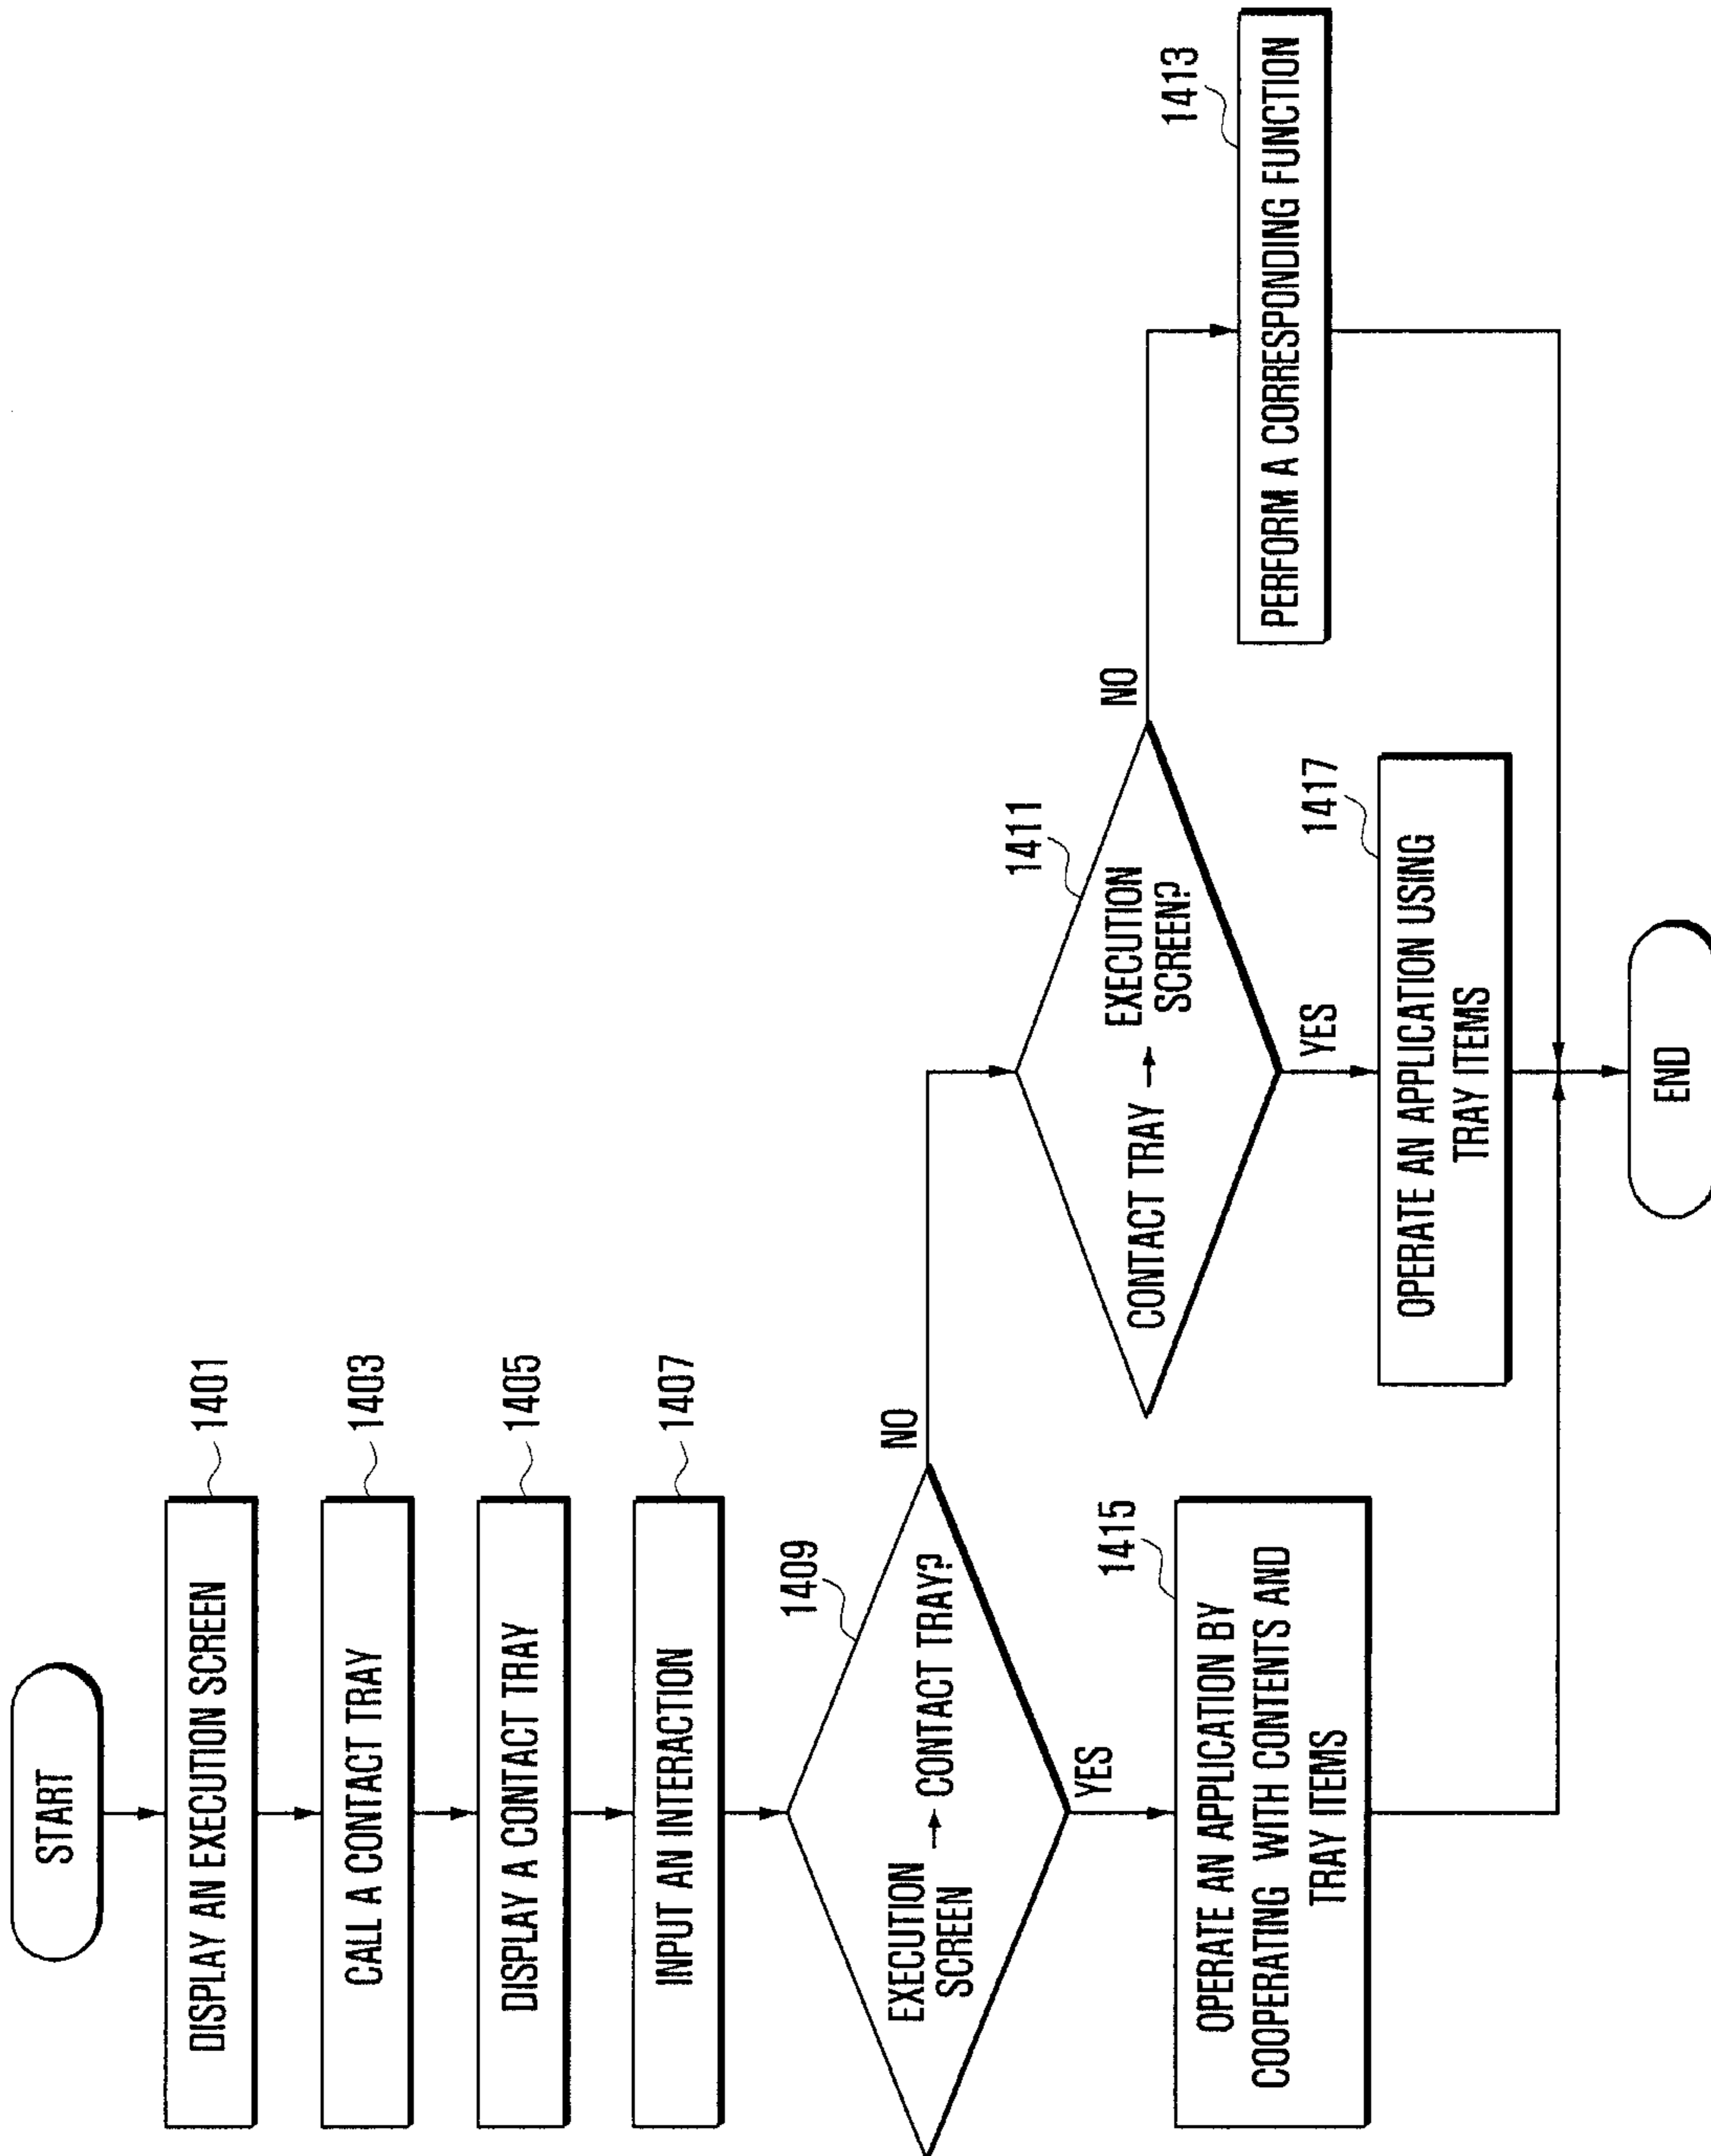 START
1401
DISPLAY AN EXECUTION SCREEN
1403
CALL A CONTACT TRAY
1405
DISPLAY A CONTACT TRAY
1407
INPUT AN INTERACTION
1409
EXECUTION
SCREEN
→ CONTACT TRAY?
NO
YES
1411
CONTACT TRAY →
EXECUTION
SCREEN?
NO
YES
1413
PERFORM A CORRESPONDING FUNCTION
1415
OPERATE AN APPLICATION BY
COOPERATING WITH CONTENTS AND
TRAY ITEMS
1417
OPERATE AN APPLICATION USING
TRAY ITEMS
END